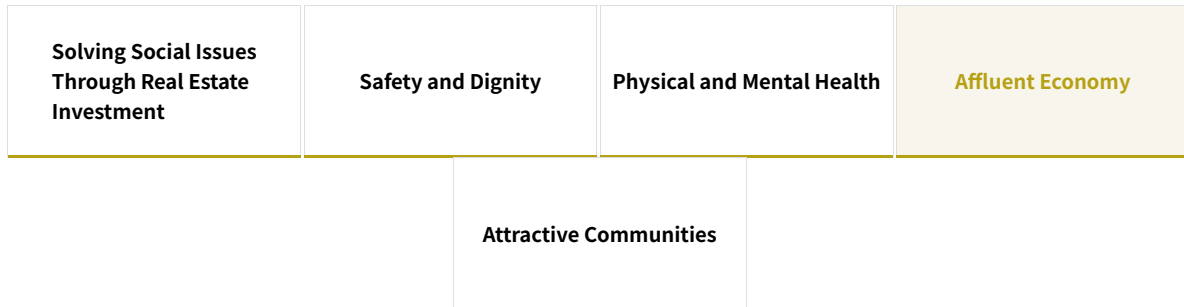 Solving Social Issues
Through Real Estate
Investment
Safety and Dignity
Physical and Mental Health
Affluent Economy
Attractive Communities